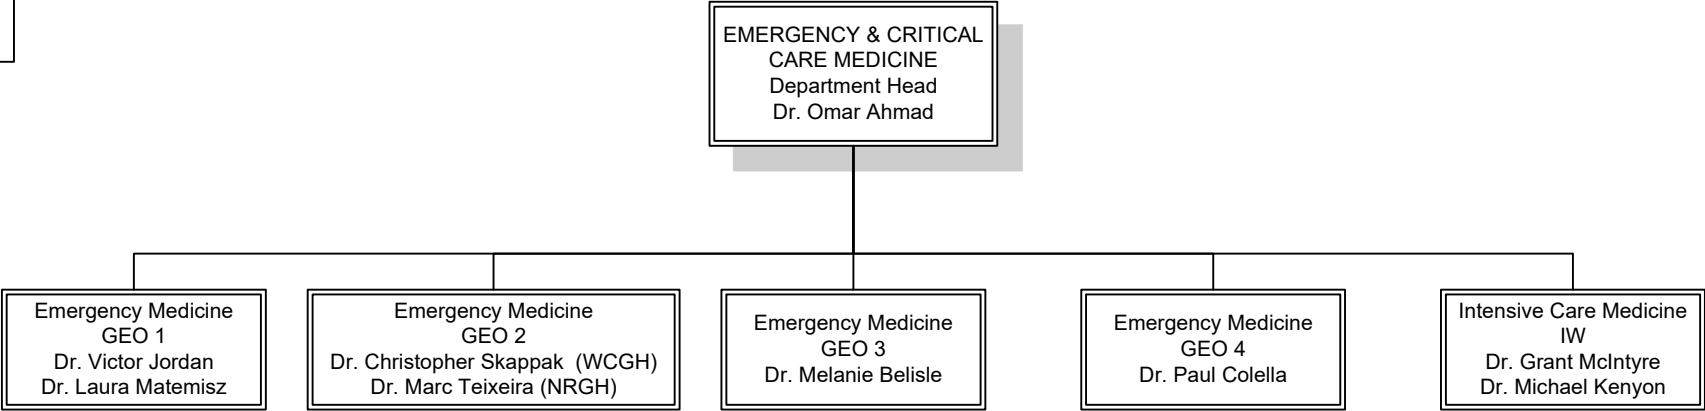 EMERGENCY & CRITICAL
CARE MEDICINE
Department Head
Dr. Omar Ahmad
Emergency Medicine
GEO 1
Dr. Victor Jordan
Dr. Laura Matemisz
Emergency Medicine
GEO 2
Dr. Christopher Skappak (WCGH)
Dr. Marc Teixeira (NRGH)
Emergency Medicine
GEO 3
Dr. Melanie Belisle
Emergency Medicine
GEO 4
Dr. Paul Colella
Intensive Care Medicine
IW
Dr. Grant McIntyre
Dr. Michael Kenyon